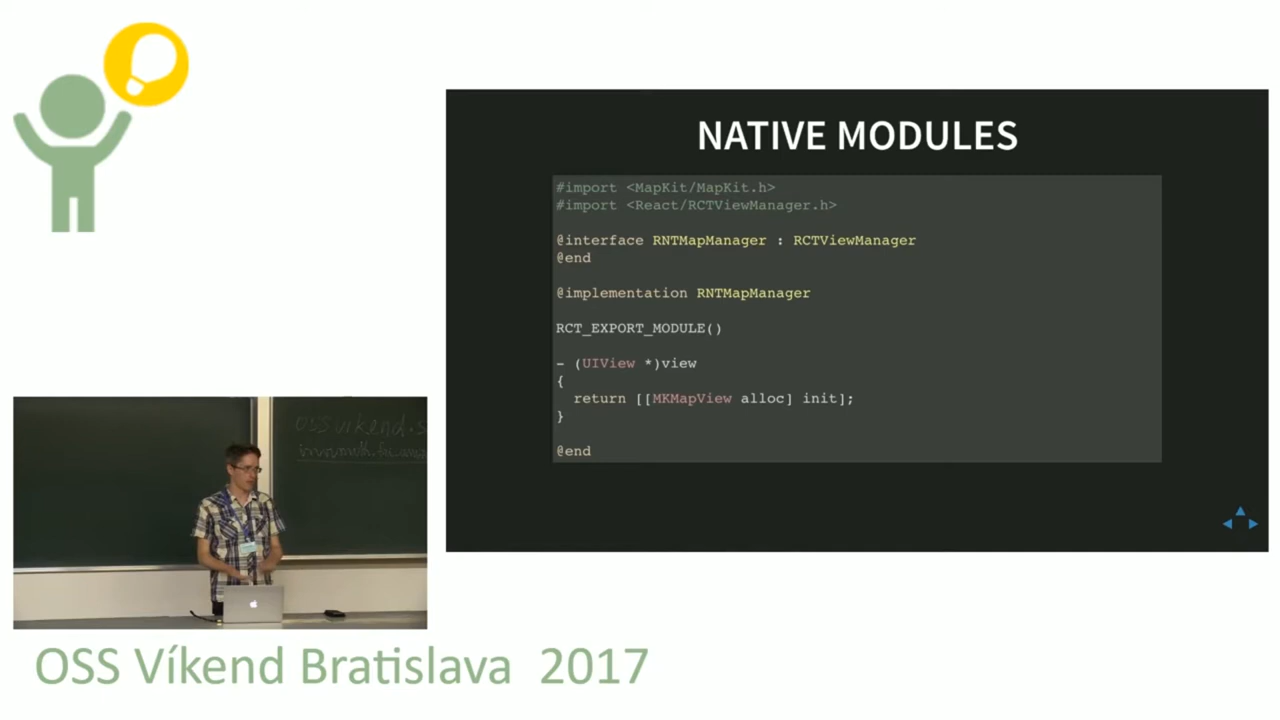 NATIVE MODULES
#import <MapKit/MapKit.h>
#import <React/RCTViewManager.h>
@interface RNTMapManager : RCTViewManager
@end
@implementation RNTMapManager
RCT_EXPORT_MODULE()
- (UIView *)view
{
return [[MKMapView alloc] init];
}
@end
OSS Víkend Bratislava 2017